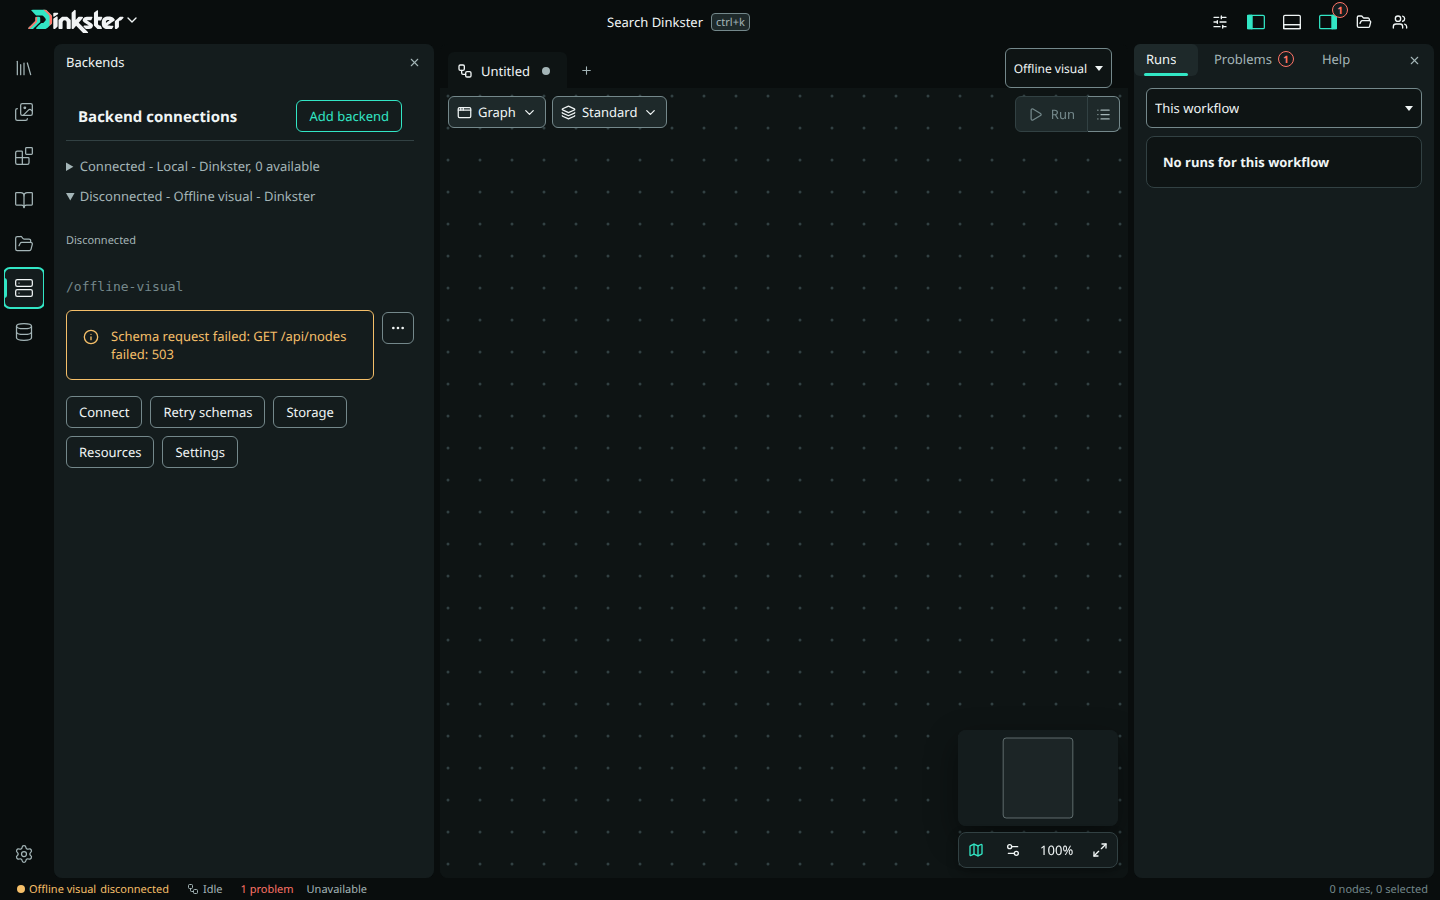 Dinkster
Search Dinkster ctrl+k
1
Backends
Backend connections
Add backend
Connected - Local - Dinkster, 0 available
Disconnected - Offline visual - Dinkster
Disconnected
/offline-visual
Schema request failed: GET /api/nodes
failed: 503
Connect
Retry schemas
Storage
Resources
Settings
Untitled
Offline visual
Graph
Standard
Run
100%
Runs
Problems 1
Help
This workflow
No runs for this workflow
Offline visual disconnected
Idle
1 problem
Unavailable
0 nodes, 0 selected